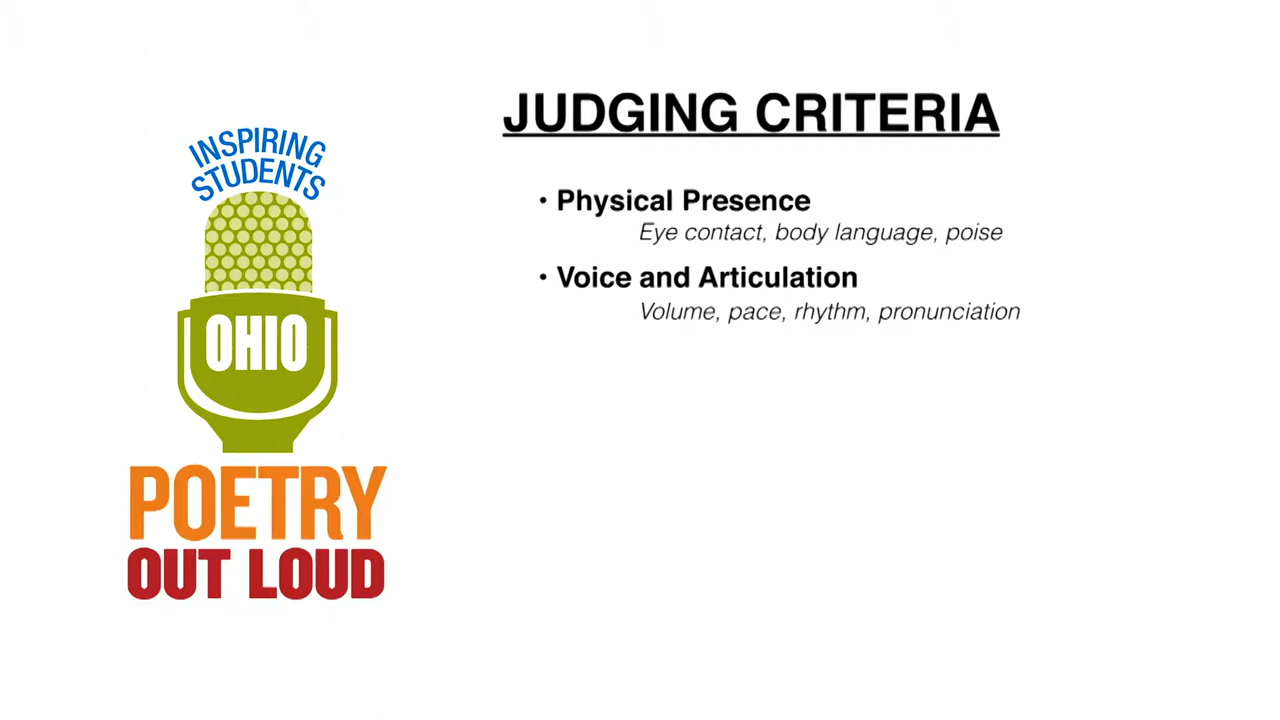 INSPIRING
STUDENTS
OHIO
POETRY
OUT LOUD
JUDGING CRITERIA
• Physical Presence
Eye contact, body language, poise
• Voice and Articulation
Volume, pace, rhythm, pronunciation